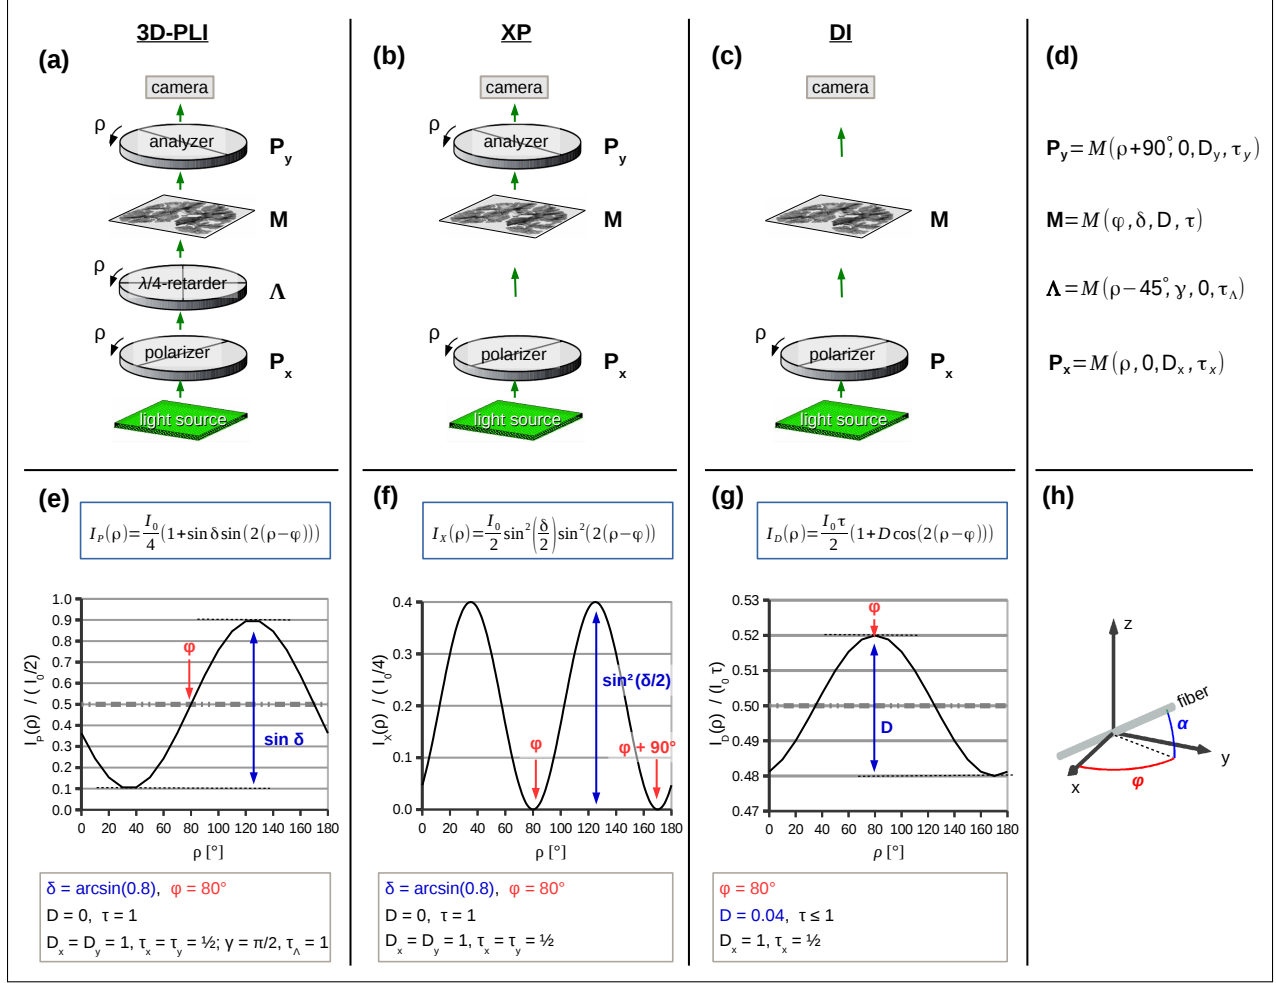 3D-PLI
(a)
camera
ρ
analyzer
P_y
M
ρ
λ/4-retarder
Λ
ρ
polarizer
P_x
light source
XP
(b)
camera
ρ
analyzer
P_y
M
ρ
polarizer
P_x
light source
DI
(c)
camera
M
ρ
polarizer
P_x
light source
(d)
P_y = M(ρ+90°, 0, D_y, τ_y)
M = M(φ, δ, D, τ)
Λ = M(ρ−45°, γ, 0, τ_Λ)
P_x = M(ρ, 0, D_x, τ_x)
(e)
I_P(ρ) = I_0/4 (1+sin δ sin(2(ρ−φ)))
I_P(ρ) / (I_0/2)
1.0
0.9
0.8
0.7
0.6
0.5
0.4
0.3
0.2
0.1
0.0
φ
sin δ
0 20 40 60 80 100 120 140 160 180
ρ [°]
δ = arcsin(0.8), φ = 80°
D = 0, τ = 1
D_x = D_y = 1, τ_x = τ_y = ½; γ = π/2, τ_Λ = 1
(f)
I_X(ρ) = I_0/2 sin²(δ/2) sin²(2(ρ−φ))
I_X(ρ) / (I_0/4)
0.4
0.3
0.2
0.1
0.0
sin²(δ/2)
φ
φ + 90°
0 20 40 60 80 100 120 140 160 180
ρ [°]
δ = arcsin(0.8), φ = 80°
D = 0, τ = 1
D_x = D_y = 1, τ_x = τ_y = ½
(g)
I_D(ρ) = I_0 τ/2 (1+D cos(2(ρ−φ)))
I_D(ρ) / (I_0 τ)
0.53
0.52
0.51
0.50
0.49
0.48
0.47
φ
D
0 20 40 60 80 100 120 140 160 180
ρ [°]
φ = 80°
D = 0.04, τ ≤ 1
D_x = 1, τ_x = ½
(h)
z
fiber
α
y
x
φ